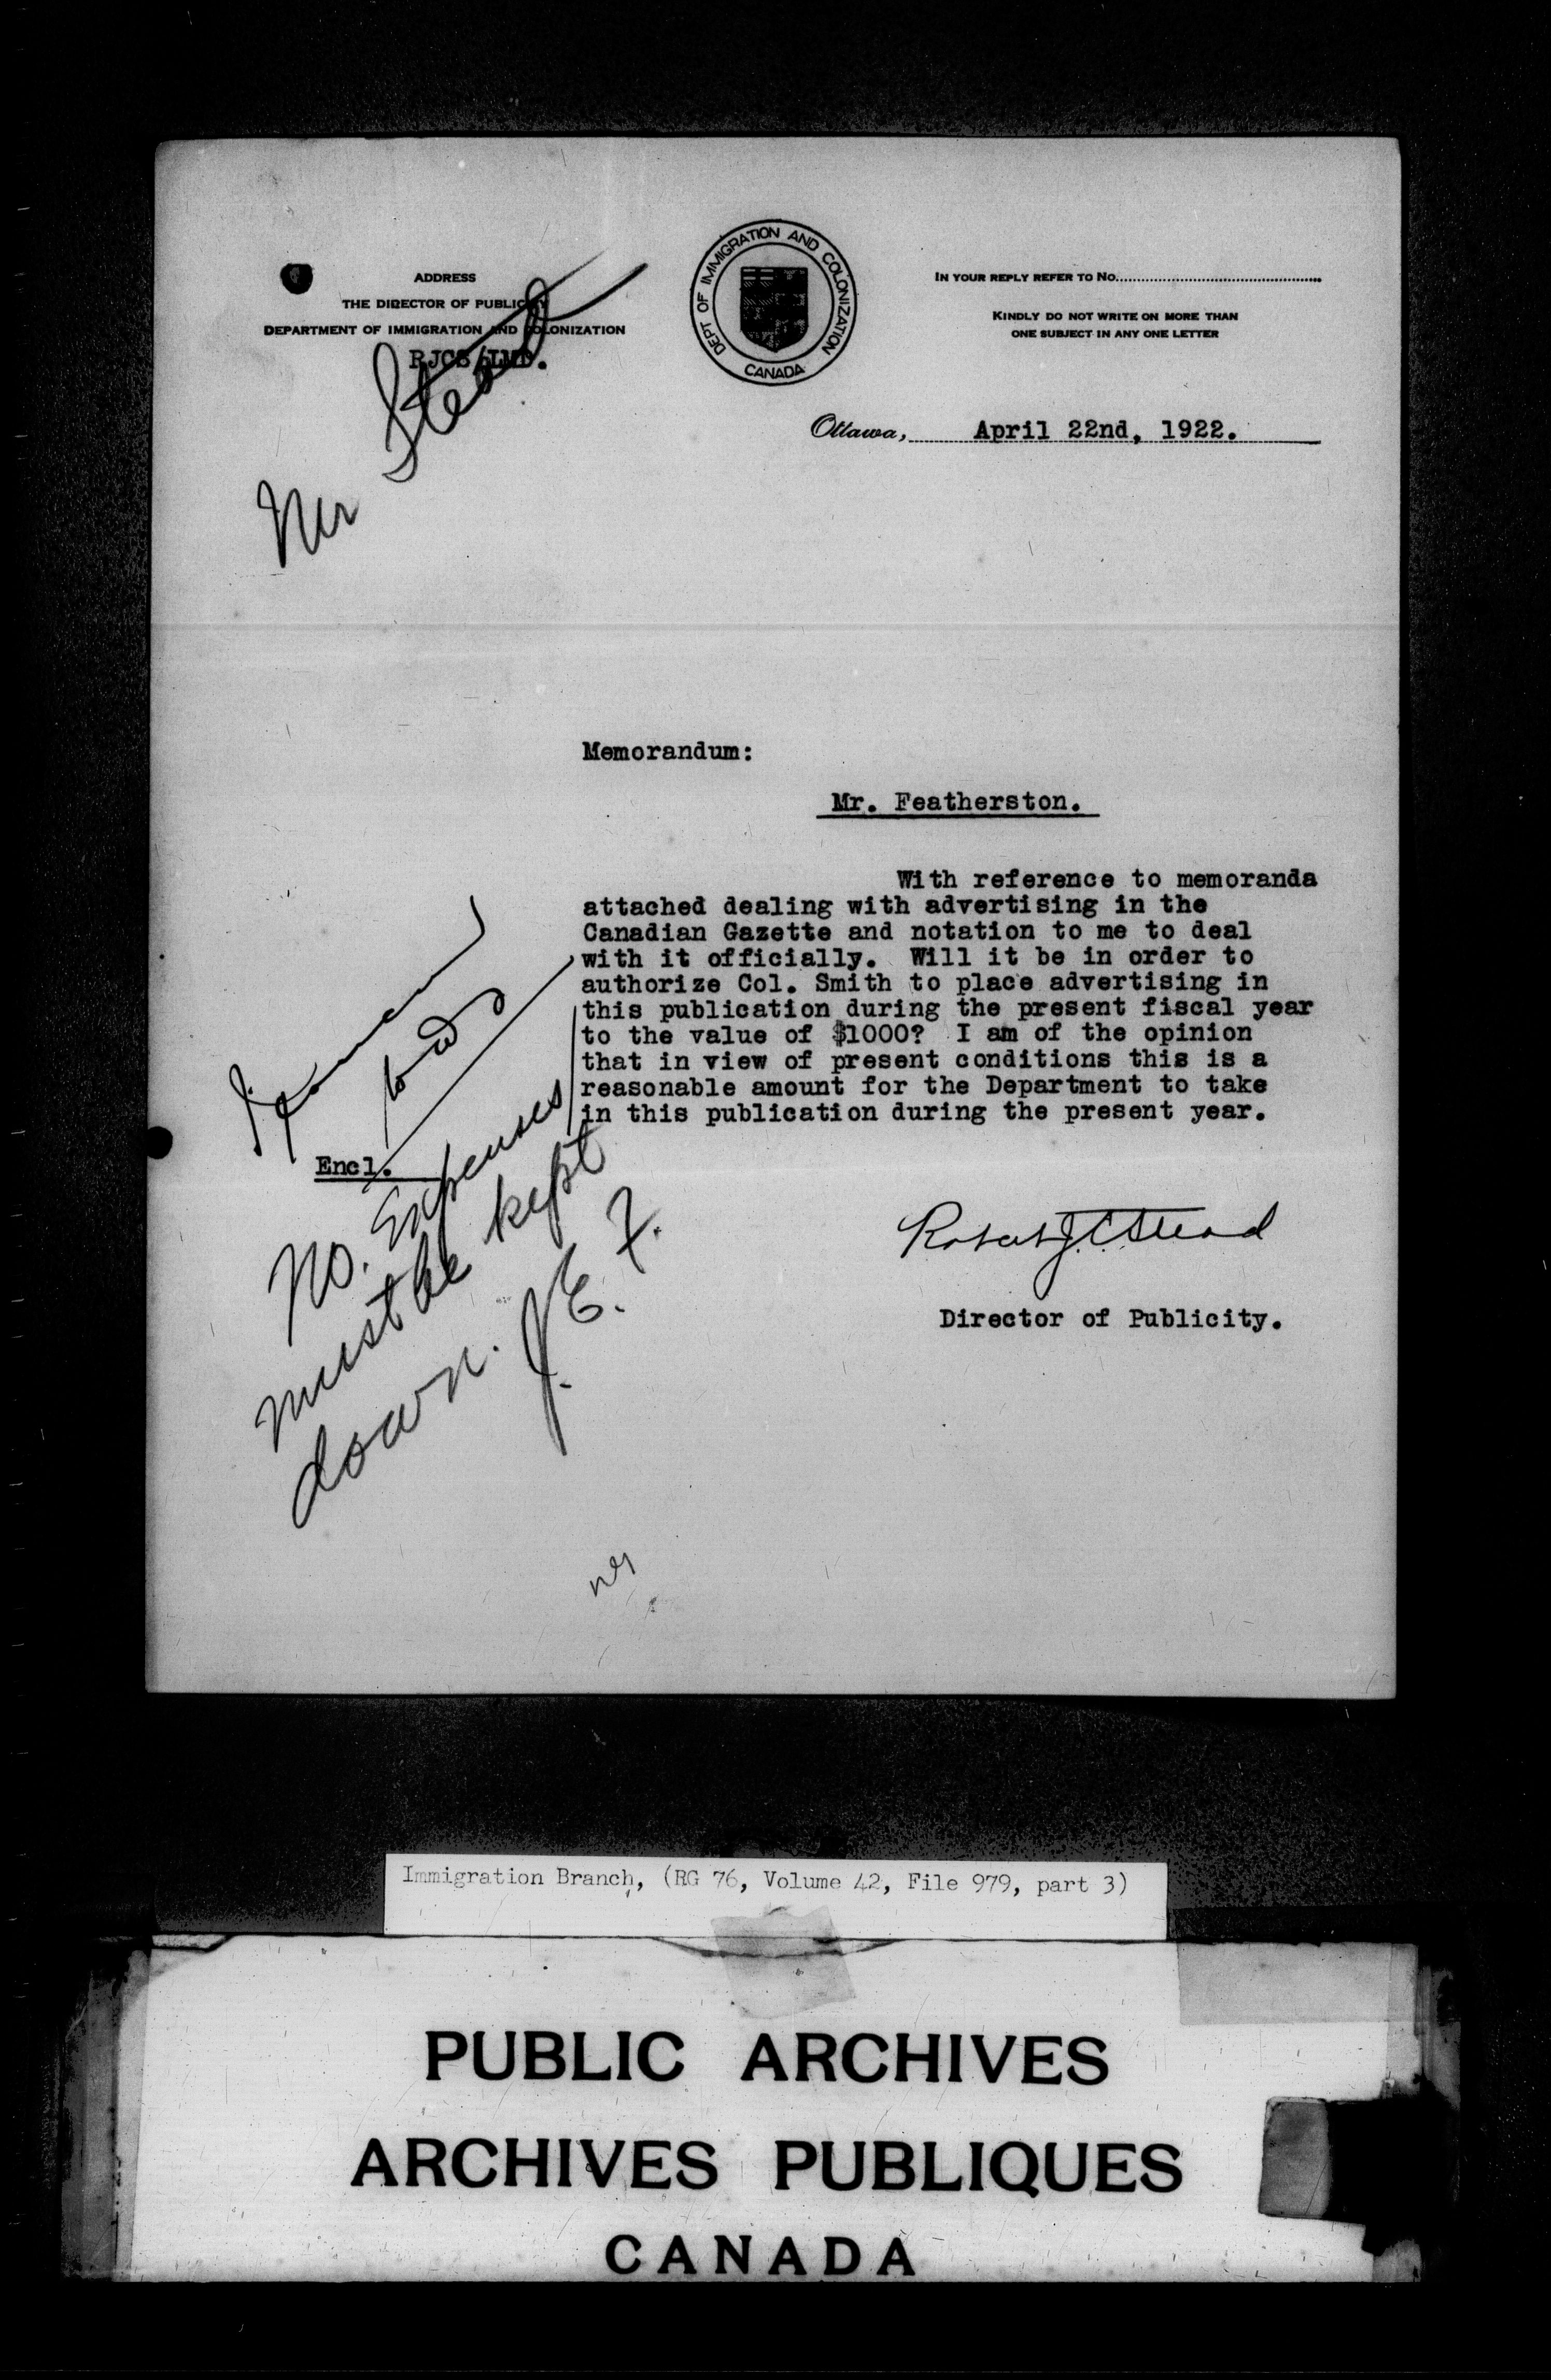 ADDRESS
THE DIRECTOR OF PUBLICITY
DEPARTMENT OF IMMIGRATION AND COLONIZATION
RJCS/LMD.
DEPT OF IMMIGRATION AND COLONIZATION
CANADA
IN YOUR REPLY REFER TO NO.
KINDLY DO NOT WRITE ON MORE THAN
ONE SUBJECT IN ANY ONE LETTER
Ottawa, April 22nd, 1922.
Mr Stead
Memorandum:
Mr. Featherston.
With reference to memoranda
attached dealing with advertising in the
Canadian Gazette and notation to me to deal
with it officially. Will it be in order to
authorize Col. Smith to place advertising in
this publication during the present fiscal year
to the value of $1000? I am of the opinion
that in view of present conditions this is a
reasonable amount for the Department to take
in this publication during the present year.
Encl.
No. Expenses
must be kept
down. J. E. F.
Robert J. C. Stead
Director of Publicity.
Immigration Branch, (RG 76, Volume 42, File 979, part 3)
PUBLIC ARCHIVES
ARCHIVES PUBLIQUES
CANADA